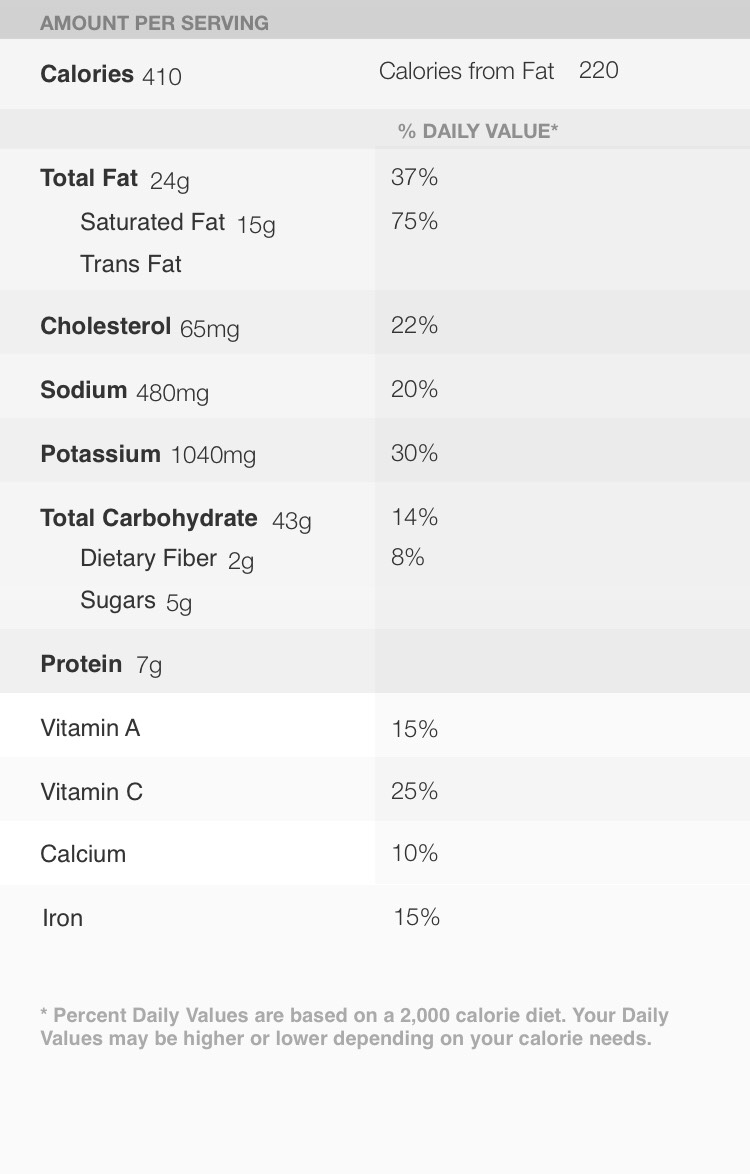 AMOUNT PER SERVING
Calories 410 Calories from Fat 220
% DAILY VALUE*
Total Fat 24g 37%
Saturated Fat 15g 75%
Trans Fat
Cholesterol 65mg 22%
Sodium 480mg 20%
Potassium 1040mg 30%
Total Carbohydrate 43g 14%
Dietary Fiber 2g 8%
Sugars 5g
Protein 7g
Vitamin A 15%
Vitamin C 25%
Calcium 10%
Iron 15%
* Percent Daily Values are based on a 2,000 calorie diet. Your Daily
Values may be higher or lower depending on your calorie needs.